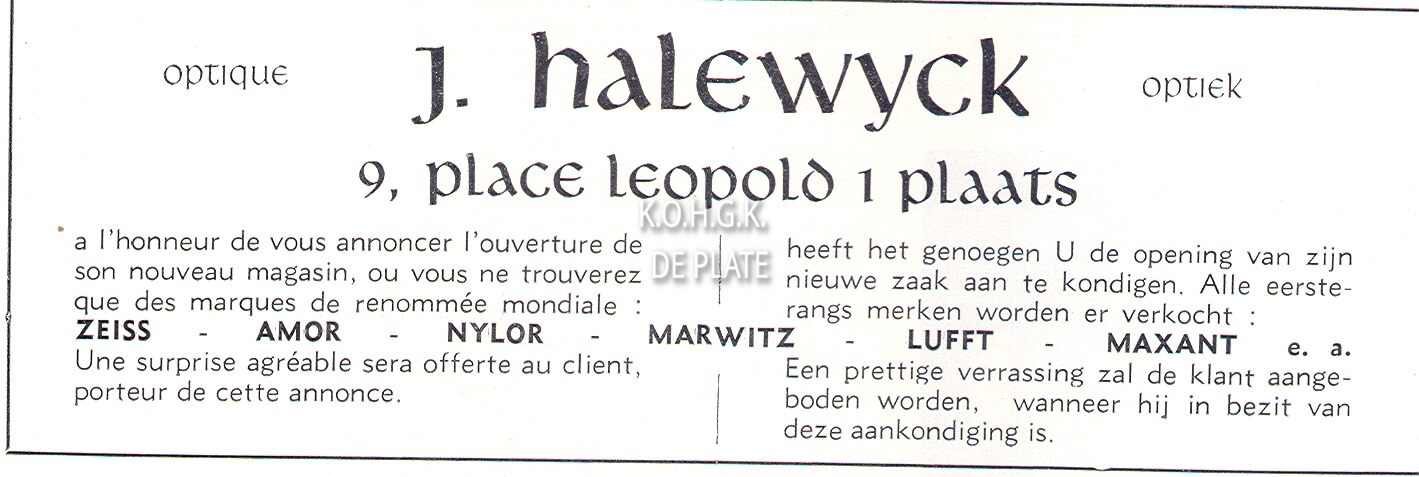 optique
J. Halewyck
optiek
9, place Leopold 1 plaats
K.O.H.G.K.
DE PLATE
a l'honneur de vous annoncer l'ouverture de
son nouveau magasin, ou vous ne trouverez
que des marques de renommée mondiale :
heeft het genoegen U de opening van zijn
nieuwe zaak aan te kondigen. Alle eerste-
rangs merken worden er verkocht :
ZEISS - AMOR - NYLOR - MARWITZ - LUFFT - MAXANT e. a.
Une surprise agréable sera offerte au client,
porteur de cette annonce.
Een prettige verrassing zal de klant aange-
boden worden, wanneer hij in bezit van
deze aankondiging is.